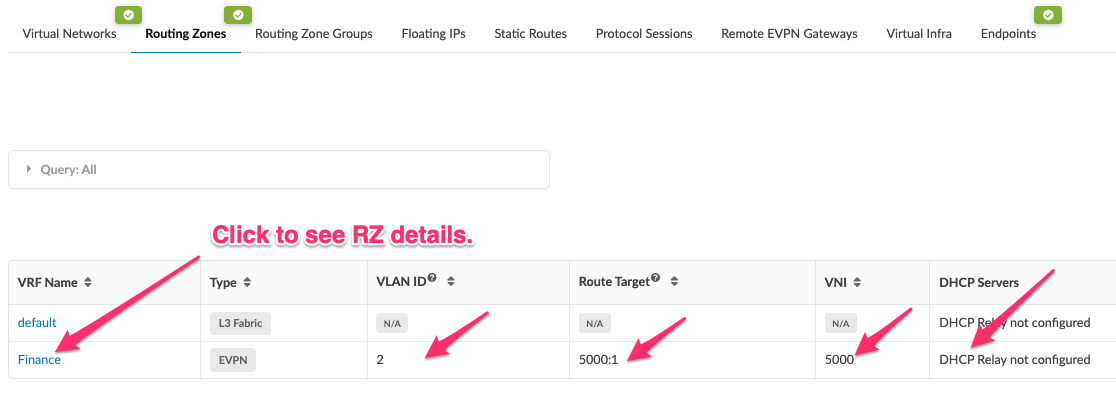 Virtual Networks Routing Zones Routing Zone Groups Floating IPs Static Routes Protocol Sessions Remote EVPN Gateways Virtual Infra Endpoints
Query: All
Click to see RZ details.
VRF Name Type VLAN ID? Route Target? VNI DHCP Servers
default L3 Fabric N/A N/A N/A DHCP Relay not configured
Finance EVPN 2 5000:1 5000 DHCP Relay not configured